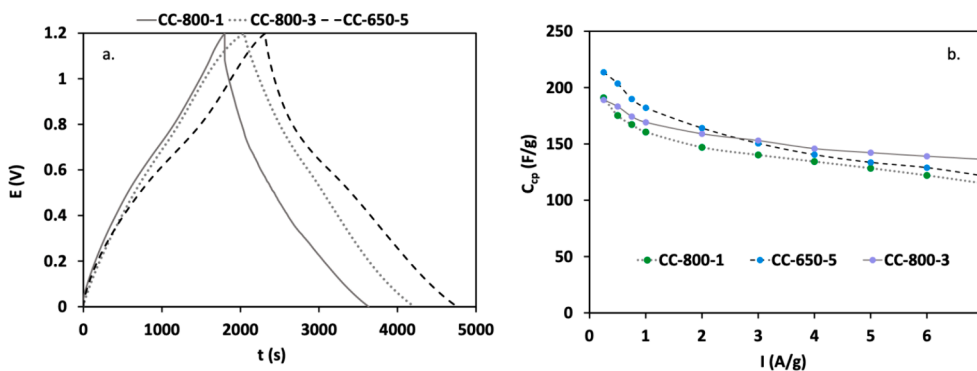 CC-800-1 CC-800-3 CC-650-5
a.
1.2
1
0.8
0.6
0.4
0.2
0
E (V)
0 1000 2000 3000 4000 5000
t (s)
b.
250
200
150
100
50
0
Ccp (F/g)
CC-800-1 CC-650-5 CC-800-3
0 1 2 3 4 5 6
I (A/g)